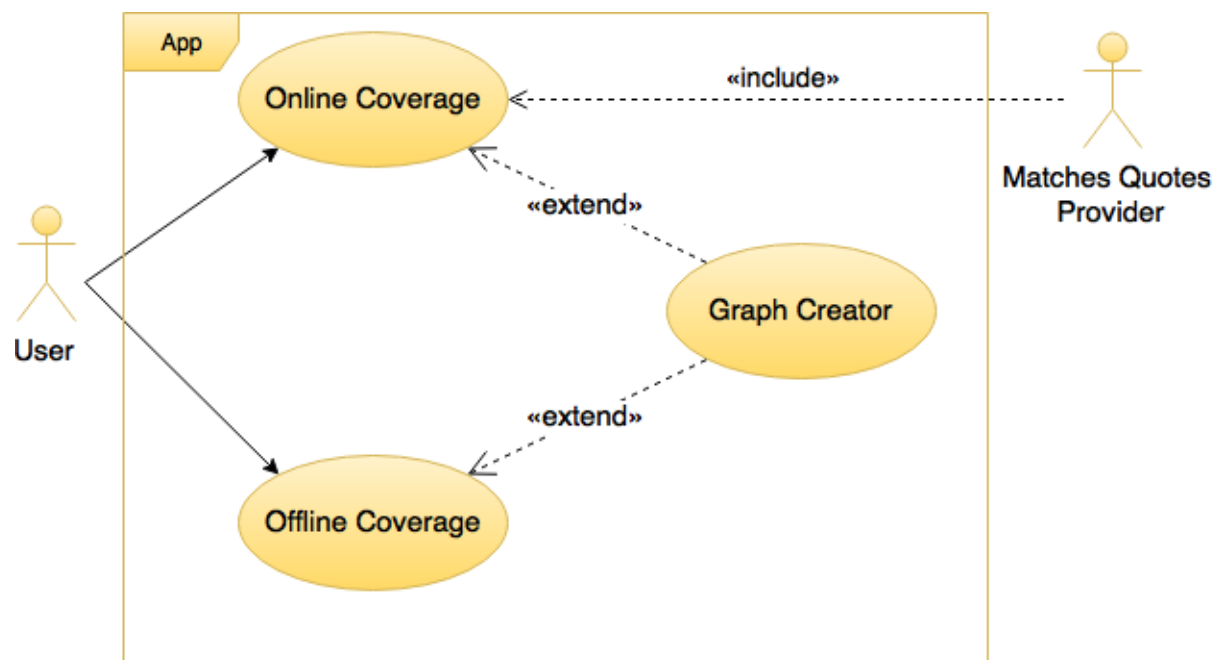 App
Online Coverage
«include»
Matches Quotes
Provider
«extend»
Graph Creator
User
«extend»
Offline Coverage